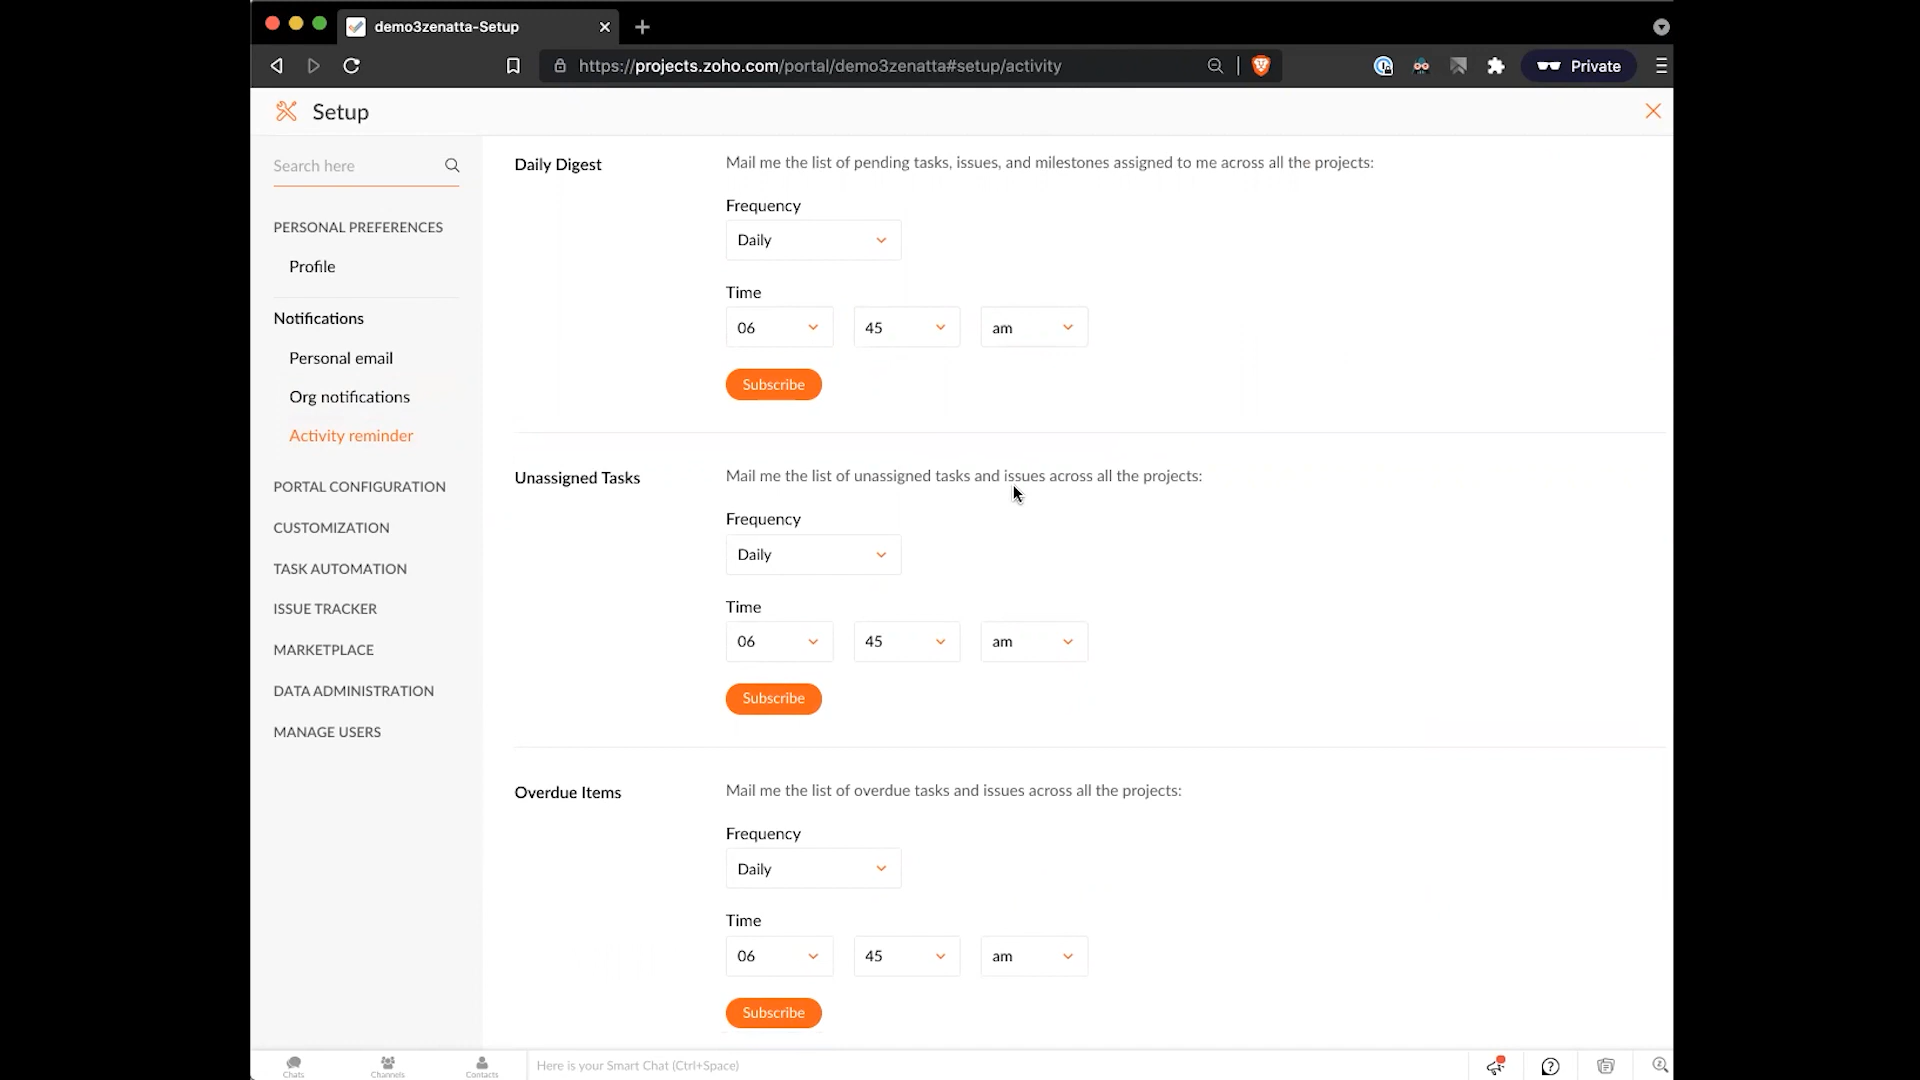 demo3zenatta-Setup
https://projects.zoho.com/portal/demo3zenatta#setup/activity
Private
Setup
Search here
PERSONAL PREFERENCES
Profile
Notifications
Personal email
Org notifications
Activity reminder
PORTAL CONFIGURATION
CUSTOMIZATION
TASK AUTOMATION
ISSUE TRACKER
MARKETPLACE
DATA ADMINISTRATION
MANAGE USERS
Daily Digest
Mail me the list of pending tasks, issues, and milestones assigned to me across all the projects:
Frequency
Daily
Time
06 45 am
Subscribe
Unassigned Tasks
Mail me the list of unassigned tasks and issues across all the projects:
Frequency
Daily
Time
06 45 am
Subscribe
Overdue Items
Mail me the list of overdue tasks and issues across all the projects:
Frequency
Daily
Time
06 45 am
Subscribe
Chats
Channels
Contacts
Here is your Smart Chat (Ctrl+Space)